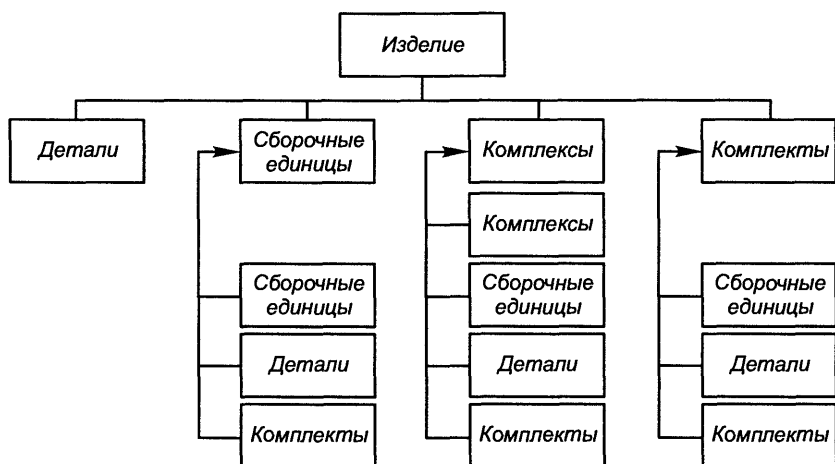 Изделие
Детали
Сборочные
единицы
Комплексы
Комплекты
Комплексы
Сборочные
единицы
Сборочные
единицы
Сборочные
единицы
Детали
Детали
Детали
Комплекты
Комплекты
Комплекты